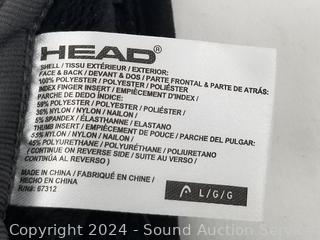 HEAD®
SHELL / TISSU EXTÉRIEUR / EXTERIOR:
FACE & BACK / DEVANT & DOS / PARTE FRONTAL & PARTE DE ATRÁS:
100% POLYESTER / POLYESTER / POLIÉSTER
INDEX FINGER INSERT / EMPIÈCEMENT D'INDEX /
PARCHE DE DEDO ÍNDICE:
59% POLYESTER / POLYESTER / POLIÉSTER
36% NYLON / NYLON / NAILON /
5% SPANDEX / ÉLASTHANNE / ELASTANO
THUMB INSERT / EMPIÈCEMENT DE POUCE / PARCHE DEL PULGAR:
55% NYLON / NYLON / NAILON /
45% POLYURETHANE / POLYURÉTHANE / POLIURETANO
( CONTINUED ON REVERSE / CONTINUE AU REVERSO /
CONTINÚA AL REVERSO )
MADE IN CHINA / FABRIQUÉ EN CHINE /
HECHO EN CHINA
RN#: 67312
HEAD L/G/G
Copyright 2024 - Sound Auction Service